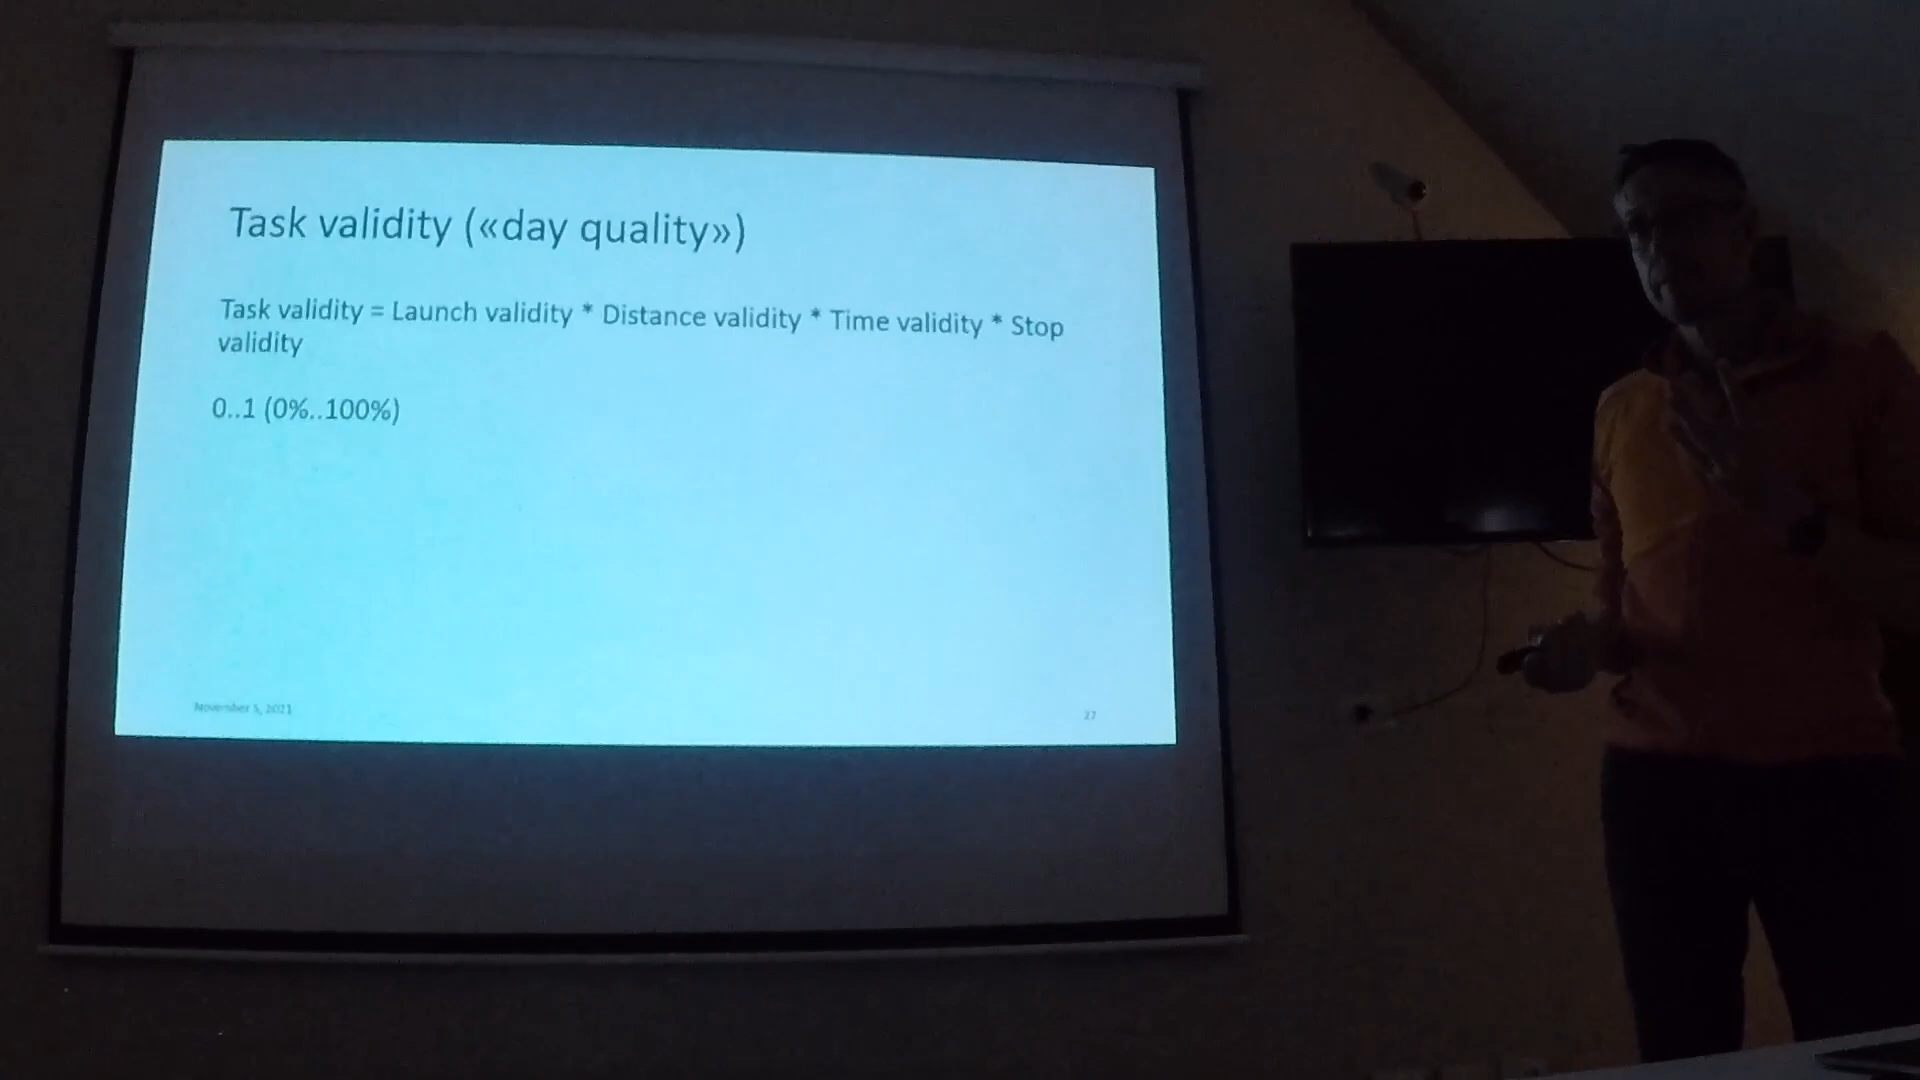 Task validity («day quality»)
Task validity = Launch validity * Distance validity * Time validity * Stop
validity
0..1 (0%..100%)
November 5, 2021
27